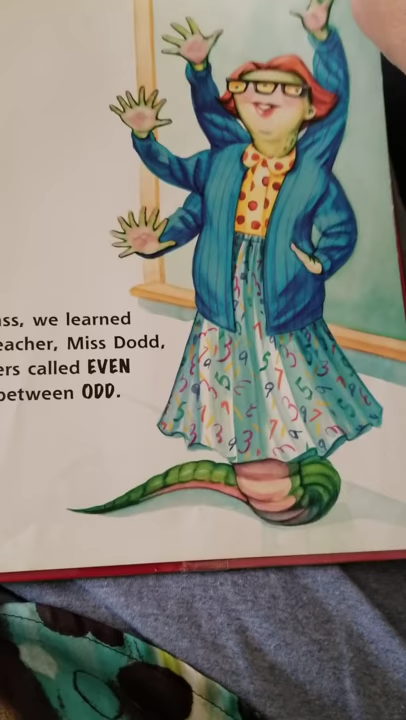 ss, we learned
eacher, Miss Dodd,
ers called EVEN
between ODD.